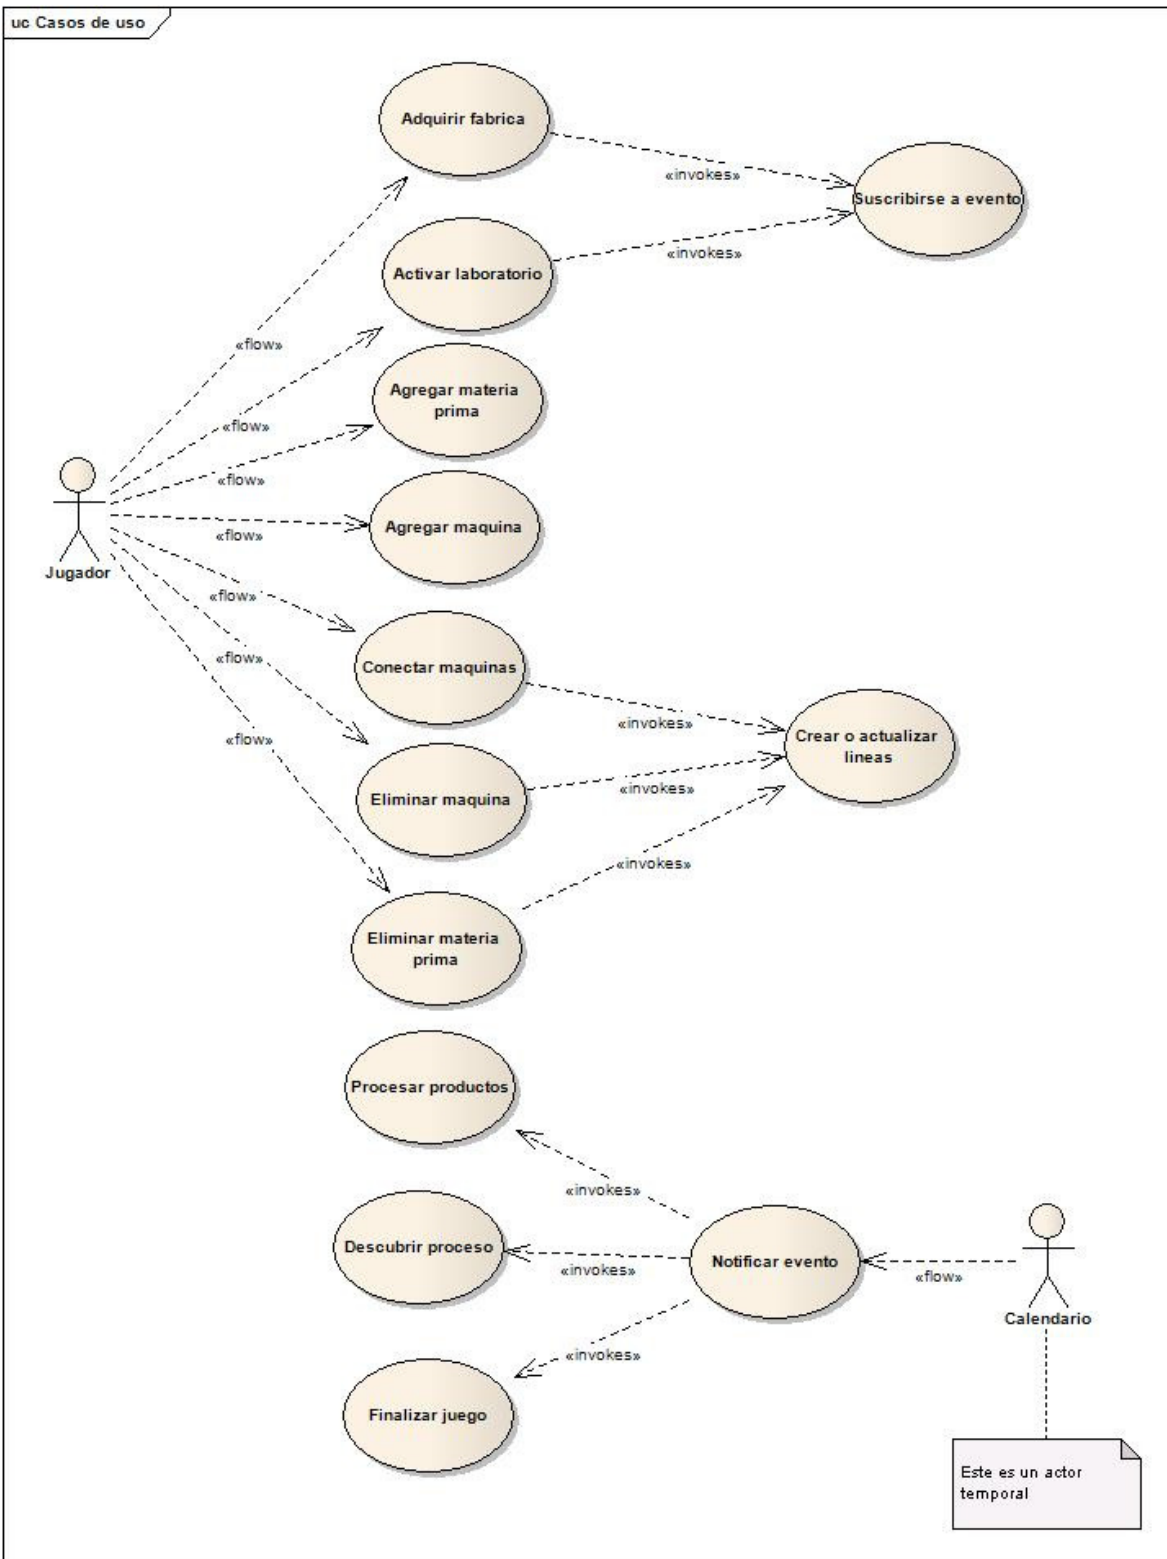 uc Casos de uso
Adquirir fabrica
«invokes»
Suscribirse a evento
Activar laboratorio
«invokes»
«flow»
Agregar materia
prima
«flow»
«flow»
Agregar maquina
«flow»
Jugador
«flow»
«flow»
Conectar maquinas
«invokes»
«flow»
Crear o actualizar
lineas
Eliminar maquina
«invokes»
«invokes»
Eliminar materia
prima
Procesar productos
«invokes»
Descubrir proceso
«invokes»
Notificar evento
«flow»
Calendario
«invokes»
Finalizar juego
Este es un actor
temporal